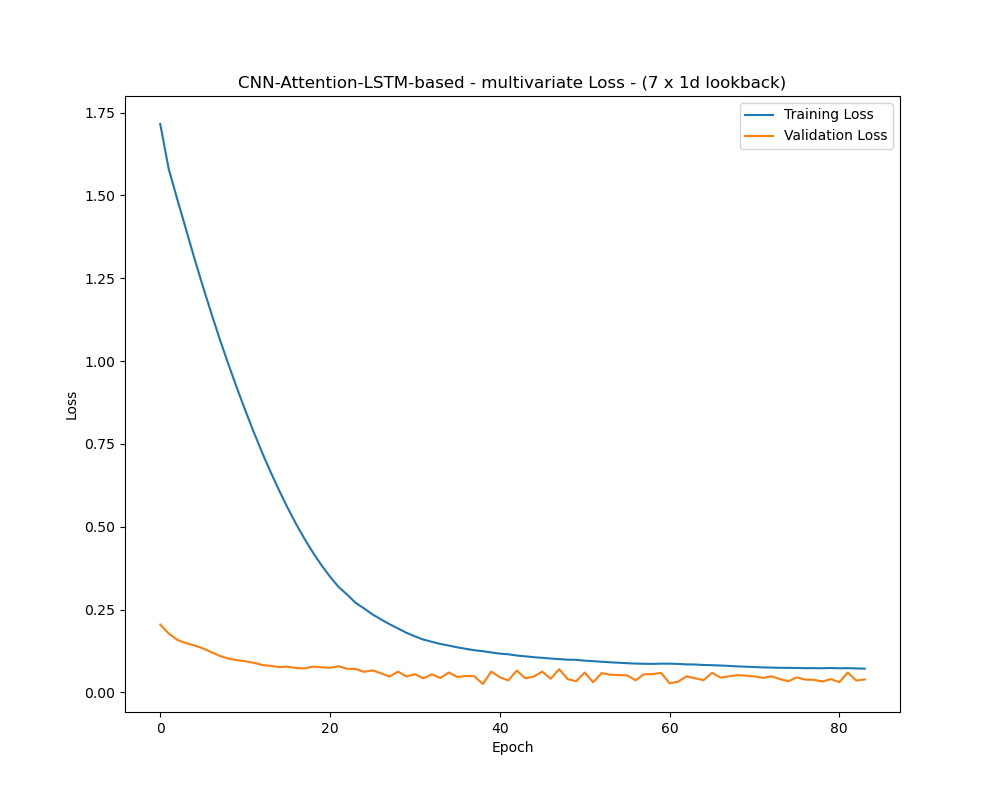 CNN-Attention-LSTM-based - multivariate Loss - (7 x 1d lookback)
Training Loss
Validation Loss
1.75
1.50
1.25
1.00
0.75
0.50
0.25
0.00
Loss
0 20 40 60 80
Epoch